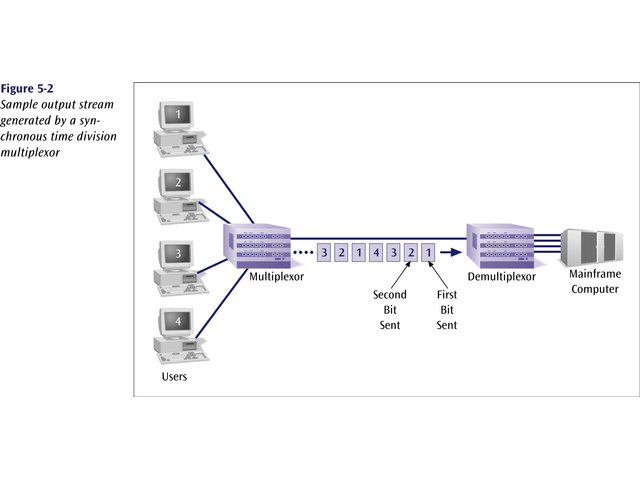 Figure 5-2
Sample output stream
generated by a syn-
chronous time division
multiplexor
1
2
3
4
Users
Multiplexor
3 2 1 4 3 2 1
Second
Bit
Sent
First
Bit
Sent
Demultiplexor
Mainframe
Computer